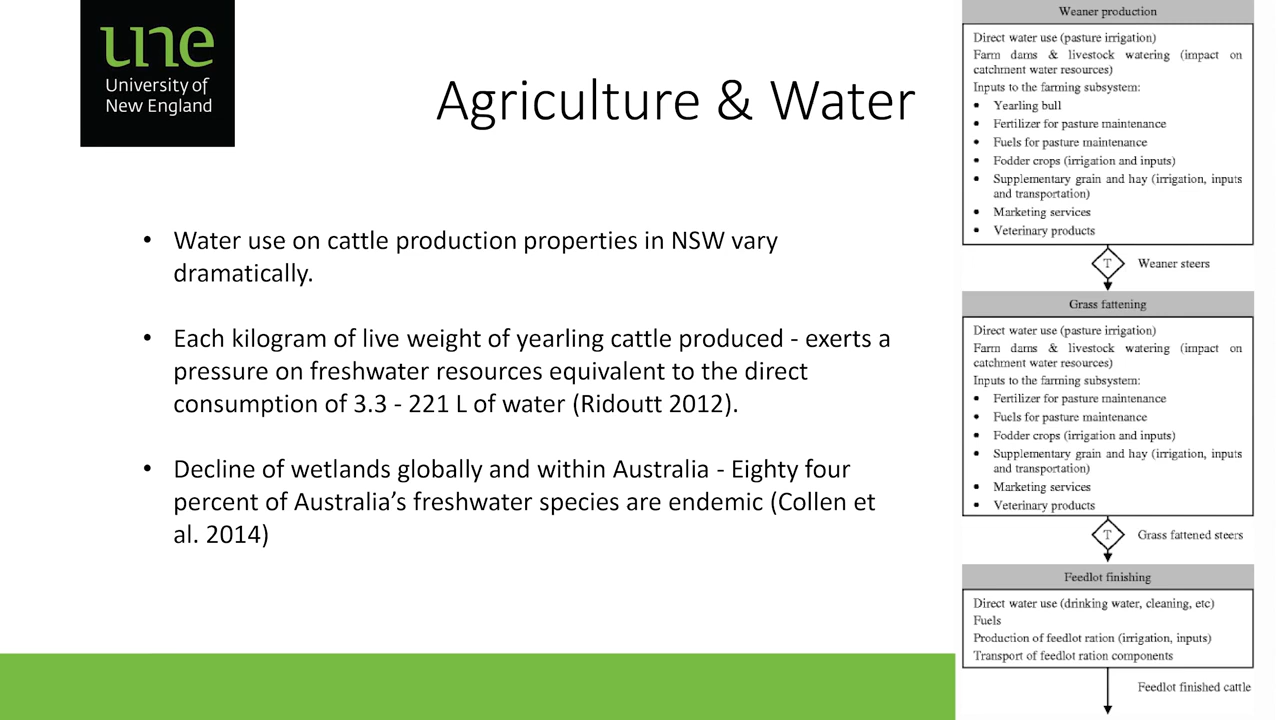 une
University of
New England
Agriculture & Water
• Water use on cattle production properties in NSW vary
dramatically.
• Each kilogram of live weight of yearling cattle produced - exerts a
pressure on freshwater resources equivalent to the direct
consumption of 3.3 - 221 L of water (Ridoutt 2012).
• Decline of wetlands globally and within Australia - Eighty four
percent of Australia’s freshwater species are endemic (Collen et
al. 2014)
Weaner production
Direct water use (pasture irrigation)
Farm dams & livestock watering (impact on
catchment water resources)
Inputs to the farming subsystem:
• Yearling bull
• Fertilizer for pasture maintenance
• Fuels for pasture maintenance
• Fodder crops (irrigation and inputs)
• Supplementary grain and hay (irrigation, inputs
and transportation)
• Marketing services
• Veterinary products
T Weaner steers
Grass fattening
Direct water use (pasture irrigation)
Farm dams & livestock watering (impact on
catchment water resources)
Inputs to the farming subsystem:
• Fertilizer for pasture maintenance
• Fuels for pasture maintenance
• Fodder crops (irrigation and inputs)
• Supplementary grain and hay (irrigation, inputs
and transportation)
• Marketing services
• Veterinary products
T Grass fattened steers
Feedlot finishing
Direct water use (drinking water, cleaning, etc)
Fuels
Production of feedlot ration (irrigation, inputs)
Transport of feedlot ration components
Feedlot finished cattle